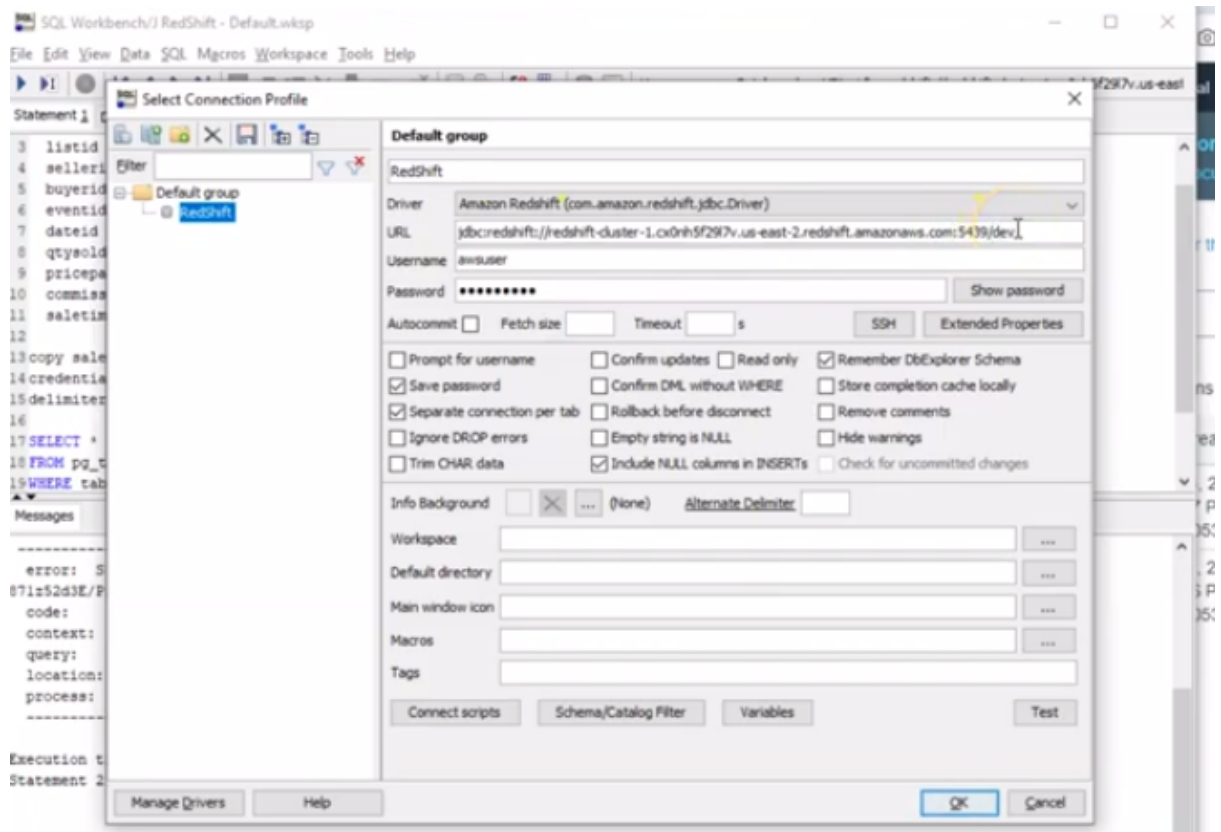 SQL Workbench/J RedShift - Default.wksp
File Edit View Data SQL Macros Workspace Tools Help
5f29l7v.us-east
Statement 1
Select Connection Profile
3 listid
4 selleri
5 buyerid
6 eventid
7 dateid
8 qtysold
9 pricepa
10 commiss
11 saletim
12
13 copy sale
14 credentia
15 delimiter
16
17 SELECT *
18 FROM pg_t
19 WHERE tab
Filter
Default group
RedShift
Default group
RedShift
Driver Amazon Redshift (com.amazon.redshift.jdbc.Driver)
URL jdbc:redshift://redshift-cluster-1.cx0nh5f29l7v.us-east-2.redshift.amazonaws.com:5439/dev
Username awsuser
Password ••••••••• Show password
Autocommit Fetch size Timeout s SSH Extended Properties
Prompt for username Confirm updates Read only Remember DbExplorer Schema
Save password Confirm DML without WHERE Store completion cache locally
Separate connection per tab Rollback before disconnect Remove comments
Ignore DROP errors Empty string is NULL Hide warnings
Trim CHAR data Include NULL columns in INSERTs Check for uncommitted changes
Info Background ... (None) Alternate Delimiter
Workspace ...
Default directory ...
Main window icon ...
Macros ...
Tags
Connect scripts Schema/Catalog Filter Variables Test
Messages
error: S
871z52d3E/P
code:
context:
query:
location:
process:
Execution t
Statement 2
Manage Drivers Help OK Cancel